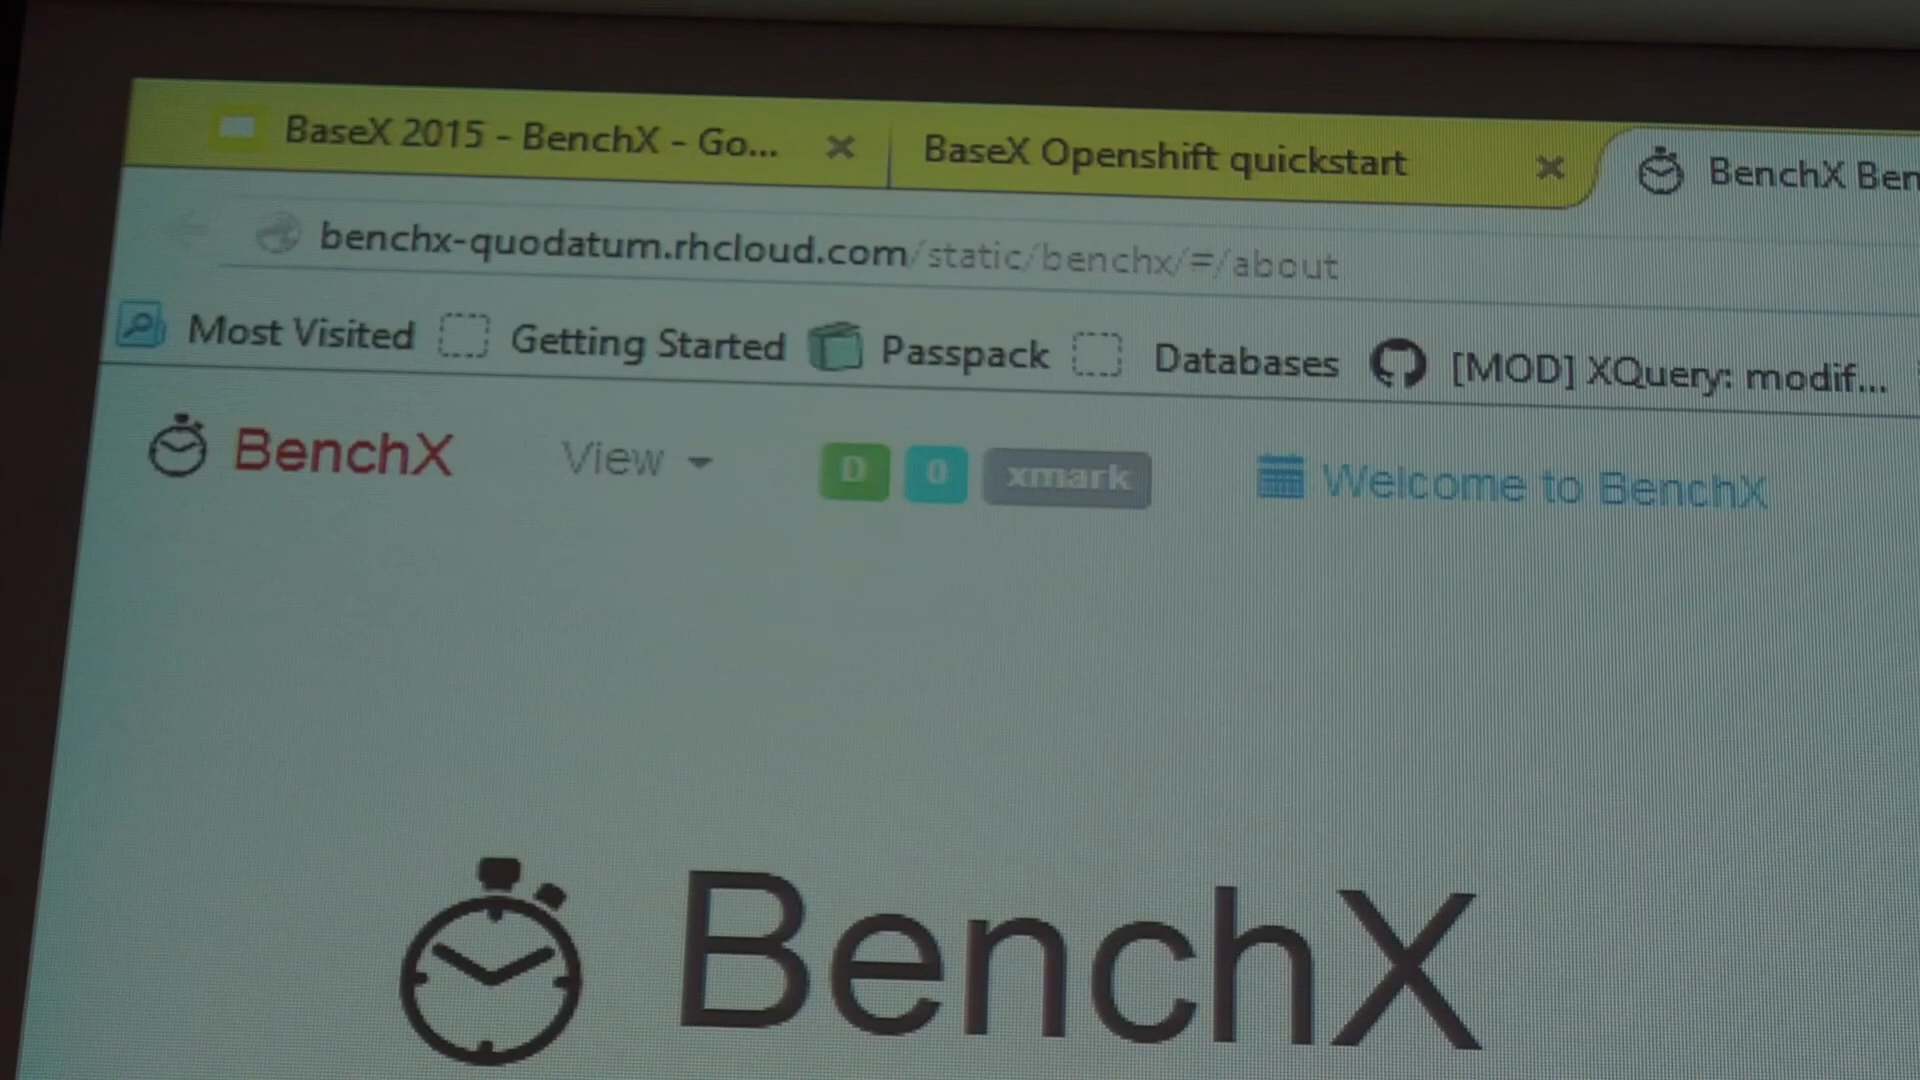 BaseX 2015 - BenchX - Go...
BaseX Openshift quickstart
BenchX Ben
benchx-quodatum.rhcloud.com/static/benchx/#/about
Most Visited
Getting Started
Passpack
Databases
[MOD] XQuery: modif...
BenchX
View
D
0
xmark
Welcome to BenchX
BenchX